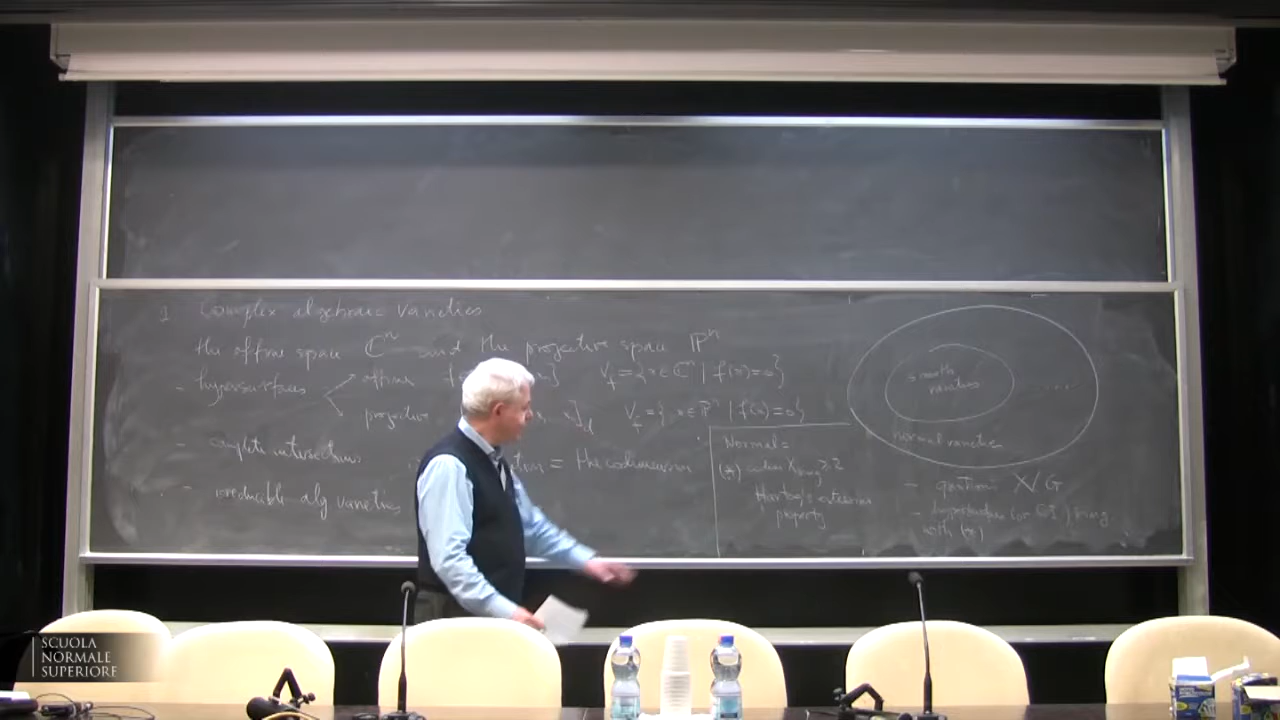 1 Complex algebraic varieties
the affine space ℂⁿ and the projective space ℙⁿ
- hypersurfaces
affine V_f = {x ∈ ℂⁿ | f(x)=0}
projective V_f = {x ∈ ℙⁿ | f(x)=0}
- complete intersections = the codimension
- irreducible alg varieties
Normal =
(*) codim X_sing ≥ 2
Hartog's extension
property
smooth
varieties
normal varieties
- quotients X/G
- hypersurfaces (or CI) sing
with (*)
SCUOLA
NORMALE
SUPERIORE